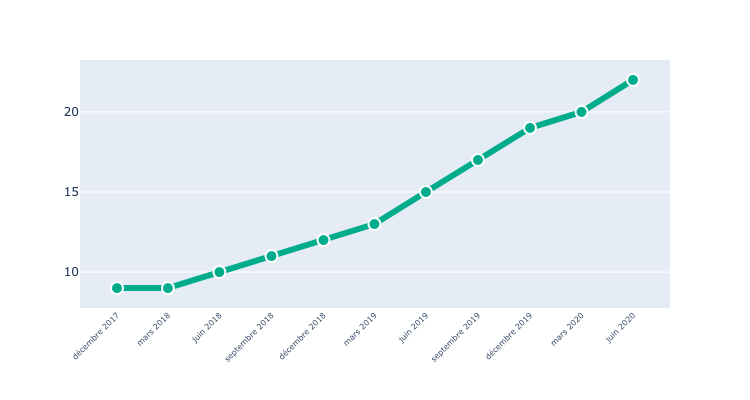 20
15
10
décembre 2017
mars 2018
juin 2018
septembre 2018
décembre 2018
mars 2019
juin 2019
septembre 2019
décembre 2019
mars 2020
juin 2020